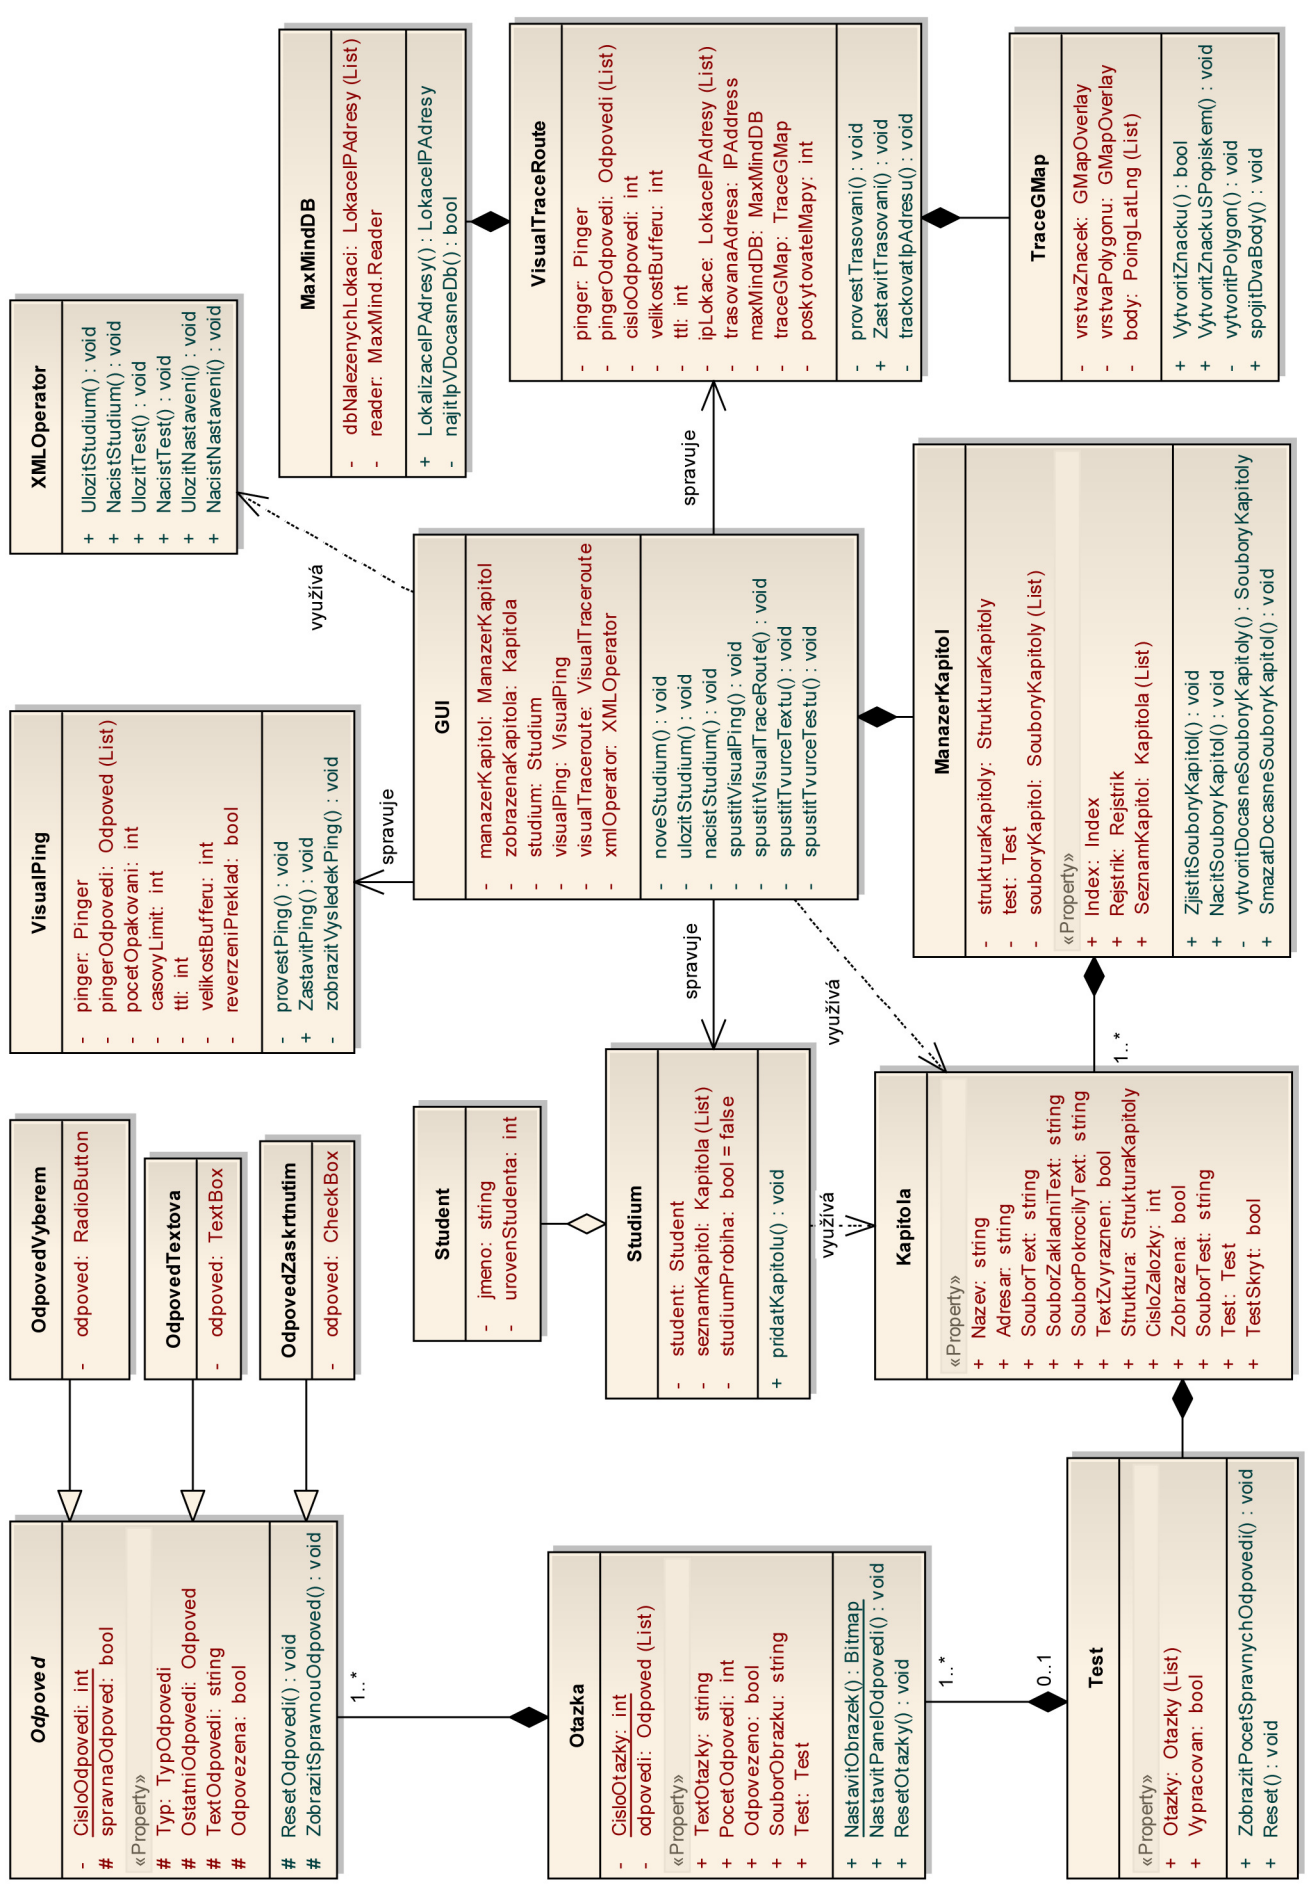 Odpoved
- CisloOdpovedi: int
# spravnaOdpoved: bool
«Property»
# Typ: TypOdpovedi
# OstatniOdpovedi: Odpoved
# TextOdpovedi: string
# Odpovezena: bool
# ResetOdpovedi() : void
# ZobrazitSpravnouOdpoved() : void
OdpovedVyberem
- odpoved: RadioButton
OdpovedTextova
- odpoved: TextBox
OdpovedZaskrtnutim
- odpoved: CheckBox
VisualPing
- pinger: Pinger
- pingerOdpovedi: Odpoved (List)
- pocetOpakovani: int
- casovyLimit: int
- ttl: int
- velikostBufferu: int
- reverzeniPreklad: bool
- provestPing() : void
+ ZastavitPing() : void
- zobrazitVysledekPing() : void
XMLOperator
+ UlozitStudium() : void
+ NacistStudium() : void
+ UlozitTest() : void
+ NacistTest() : void
+ UlozitNastaveni() : void
+ NacistNastaveni() : void
MaxMindDB
- dbNalezenychLokaci: LokaceIPAdresy (List)
- reader: MaxMind.Reader
+ LokalizaceIPAdresy() : LokaceIPAdresy
- najitIpVDocasneDb() : bool
spravuje
využívá
1..*
Student
- jmeno: string
- urovenStudenta: int
GUI
- manazerKapitol: ManazerKapitol
- zobrazenaKapitola: Kapitola
- studium: Studium
- visualPing: VisualPing
- visualTraceroute: VisualTraceroute
- xmlOperator: XMLOperator
- noveStudium() : void
- ulozitStudium() : void
- nacistStudium() : void
- spustitVisualPing() : void
- spustitVisualTraceRoute() : void
- spustitTvurceTextu() : void
- spustitTvurceTestu() : void
VisualTraceRoute
- pinger: Pinger
- pingerOdpovedi: Odpovedi (List)
- cisloOdpovedi: int
- velikostBufferu: int
- ttl: int
- ipLokace: LokaceIPAdresy (List)
- trasovanaAdresa: IPAddress
- maxMindDB: MaxMindDB
- traceGMap: TraceGMap
- poskytovatelMapy: int
- provestTrasovani() : void
+ ZastavitTrasovani() : void
- trackovatIpAdresu() : void
Otazka
- CisloOtazky: int
- odpovedi: Odpoved (List)
«Property»
+ TextOtazky: string
+ PocetOdpovedi: int
+ Odpovezeno: bool
+ SouborObrazku: string
+ Test: Test
+ NastavitObrazek() : Bitmap
+ NastavitPanelOdpovedi() : void
+ ResetOtazky() : void
Studium
- student: Student
- seznamKapitol: Kapitola (List)
- studiumProbiha: bool = false
+ pridatKapitolu() : void
spravuje
spravuje
využívá
využívá
1..*
0..1
Kapitola
«Property»
+ Nazev: string
+ Adresar: string
+ SouborText: string
+ SouborZakladniText: string
+ SouborPokrocilyText: string
+ TextZvyraznen: bool
+ Struktura: StrukturaKapitoly
+ CisloZalozky: int
+ Zobrazena: bool
+ SouborTest: string
+ Test: Test
+ TestSkryt: bool
1..*
ManazerKapitol
- strukturaKapitoly: StrukturaKapitoly
- test: Test
- souboryKapitol: SouboryKapitoly (List)
«Property»
+ Index: Index
+ Rejstrik: Rejstrik
+ SeznamKapitol: Kapitola (List)
+ ZjistitSouboryKapitol() : void
+ NacitSouboryKapitol() : void
- vytvoritDocasneSouboryKapitoly() : SouboryKapitoly
+ SmazatDocasneSouboryKapitol() : void
TraceGMap
- vrstvaZnacek: GMapOverlay
- vrstvaPolygonu: GMapOverlay
- body: PoingLatLng (List)
+ VytvoritZnacku() : bool
+ VytvoritZnackuSPopiskem() : void
- vytvoritPolygon() : void
+ spojitDvaBody() : void
Test
«Property»
+ Otazky: Otazky (List)
+ Vypracovan: bool
+ ZobrazitPocetSpravnychOdpovedi() : void
+ Reset() : void